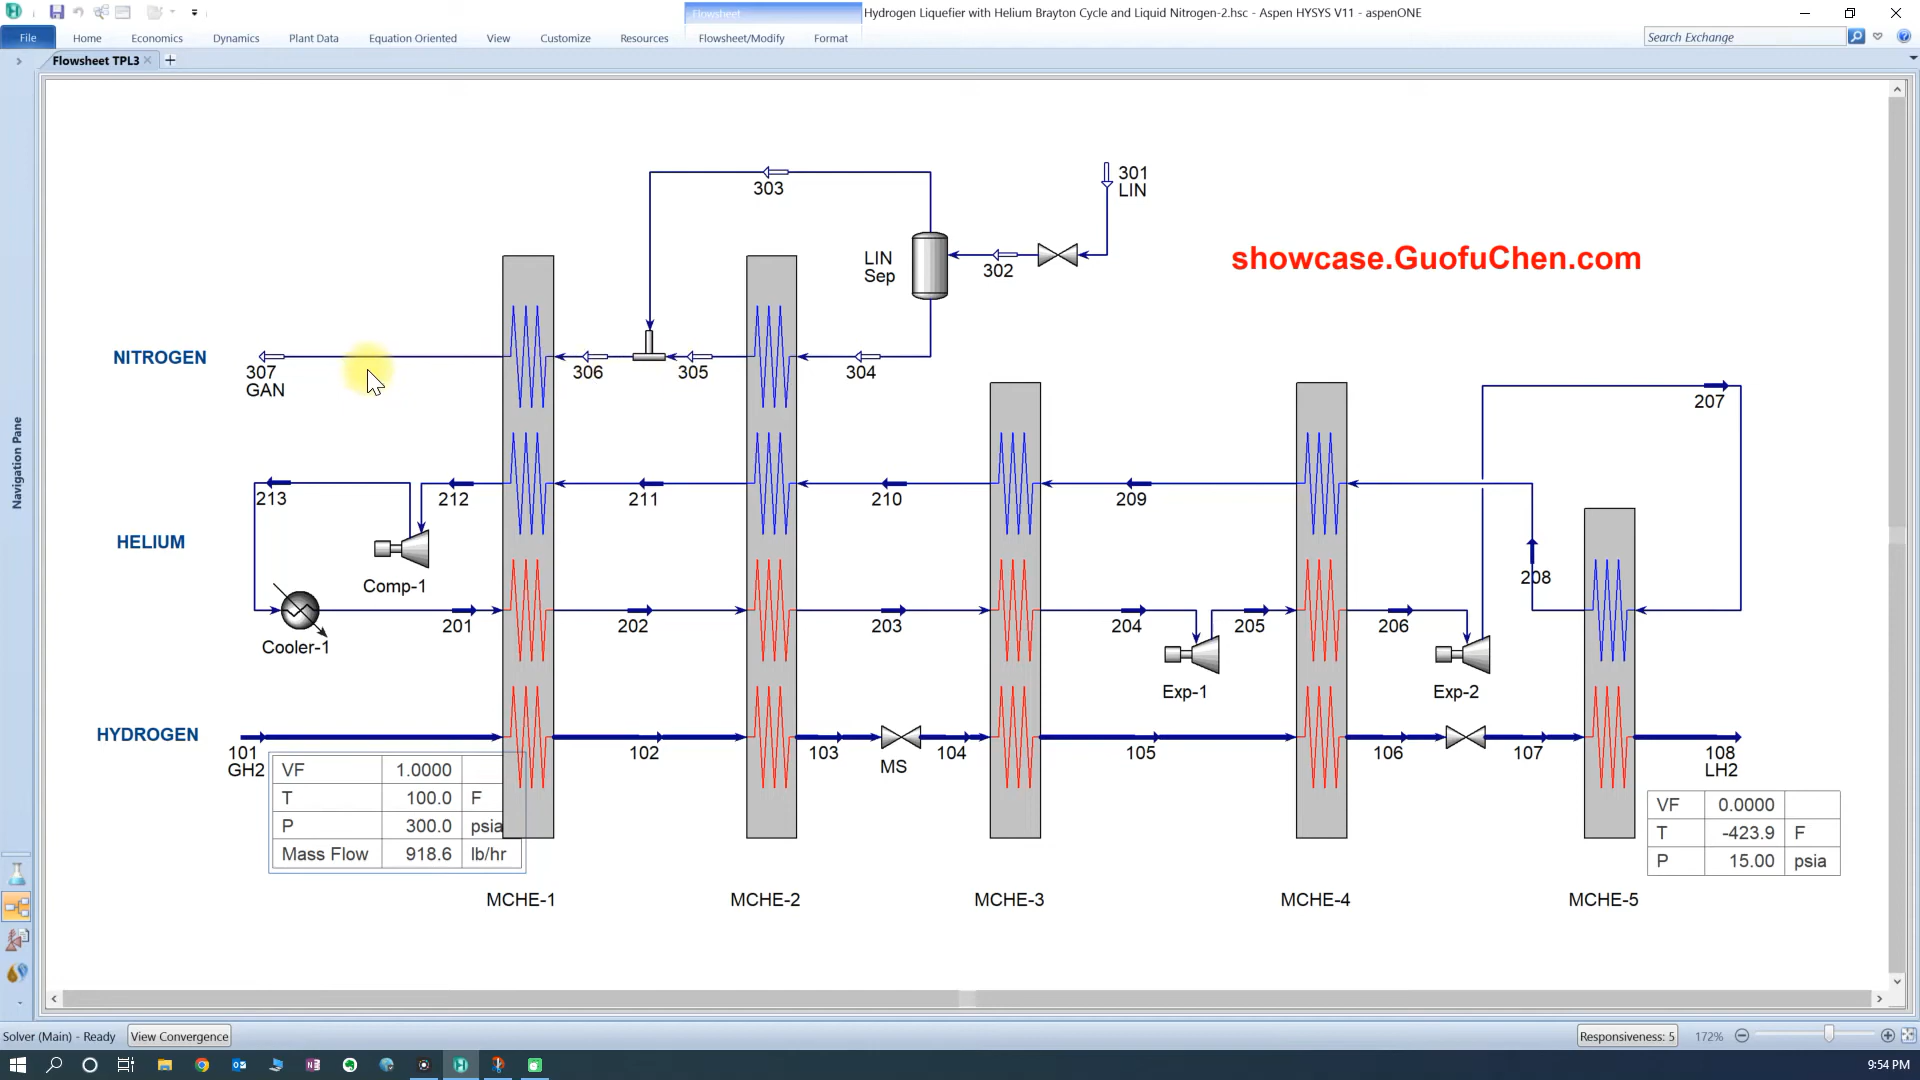 Flowsheet
Hydrogen Liquefier with Helium Brayton Cycle and Liquid Nitrogen-2.hsc - Aspen HYSYS V11 - aspenONE
File Home Economics Dynamics Plant Data Equation Oriented View Customize Resources Flowsheet/Modify Format
Search Exchange
Flowsheet TPL3
Navigation Pane
303
301
LIN
LIN
Sep
302
showcase.GuofuChen.com
NITROGEN
307
GAN
306
305
304
207
213
212
211
210
209
HELIUM
Comp-1
208
Cooler-1
201
202
203
204
205
206
Exp-1
Exp-2
HYDROGEN
101
GH2
102
103
MS
104
105
106
107
108
LH2
VF 1.0000
T 100.0 F
P 300.0 psia
Mass Flow 918.6 lb/hr
VF 0.0000
T -423.9 F
P 15.00 psia
MCHE-1 MCHE-2 MCHE-3 MCHE-4 MCHE-5
Solver (Main) - Ready View Convergence Responsiveness: 5 172%
9:54 PM